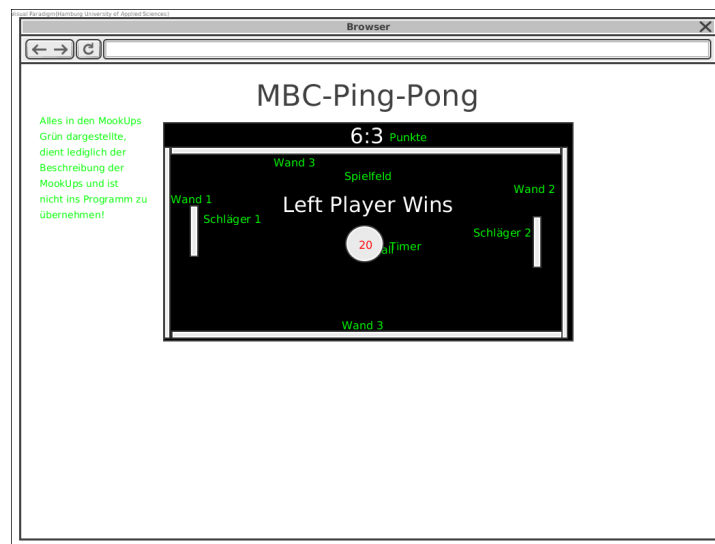 Visual Paradigm(Hamburg University of Applied Sciences)
Browser
MBC-Ping-Pong
Alles in den MookUps
Grün dargestellte,
dient lediglich der
Beschreibung der
MookUps und ist
nicht ins Programm zu
übernehmen!
6:3 Punkte
Wand 3
Spielfeld
Wand 2
Wand 1
Left Player Wins
Schläger 1
Schläger 2
20
Timer
Wand 3